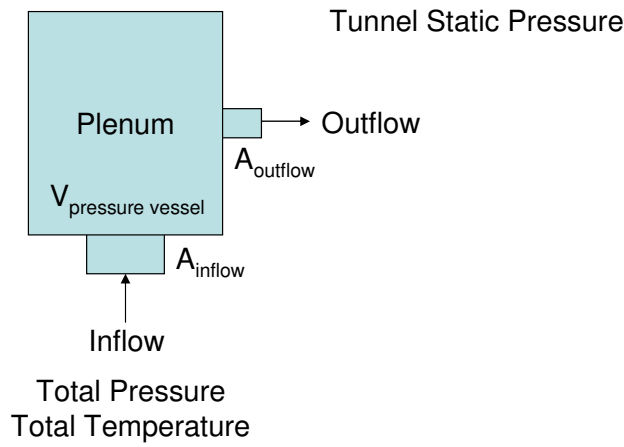 Tunnel Static Pressure
Plenum
Outflow
A_outflow
V_pressure vessel
A_inflow
Inflow
Total Pressure
Total Temperature